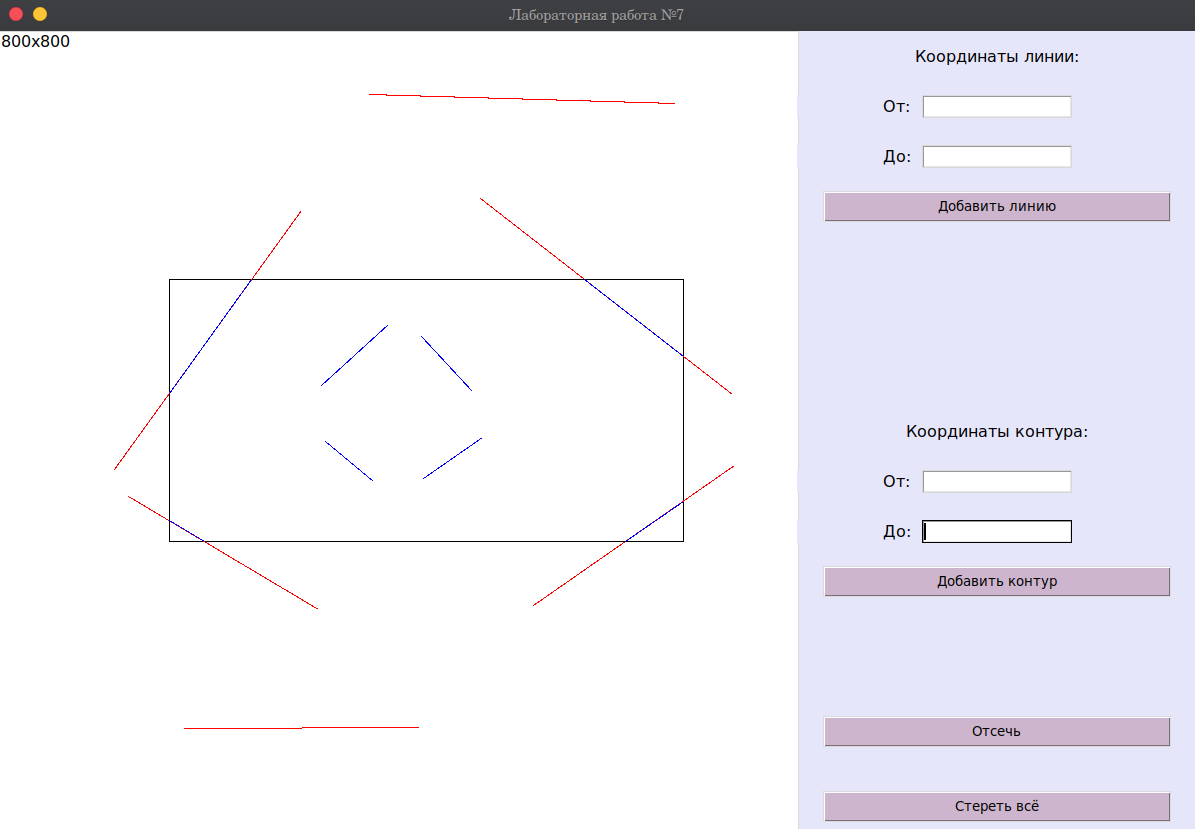 Лабораторная работа №7
800x800
Координаты линии:
От:
До:
Добавить линию
Координаты контура:
От:
До:
Добавить контур
Отсечь
Стереть всё